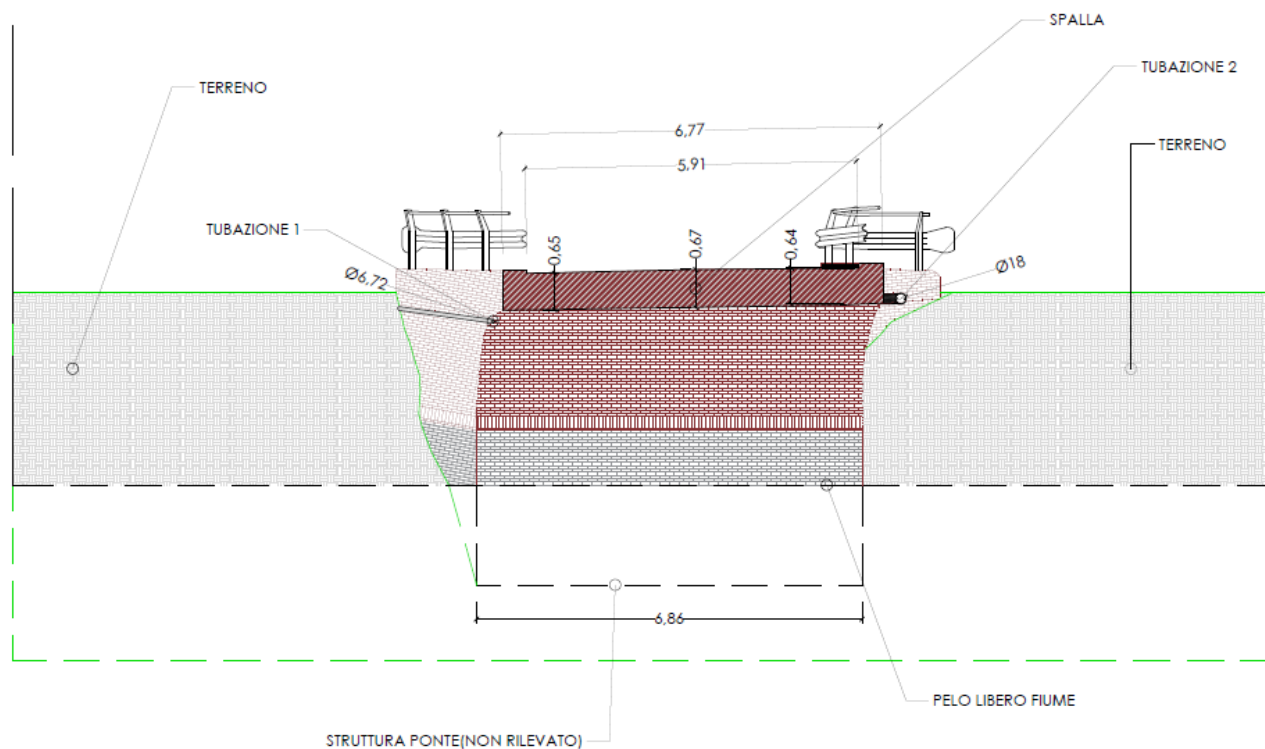 SPALLA
TUBAZIONE 2
TERRENO
6,77
TERRENO
5,91
TUBAZIONE 1
0,65
0,67
0,64
Ø6,72
Ø18
6,86
PELO LIBERO FIUME
STRUTTURA PONTE(NON RILEVATO)